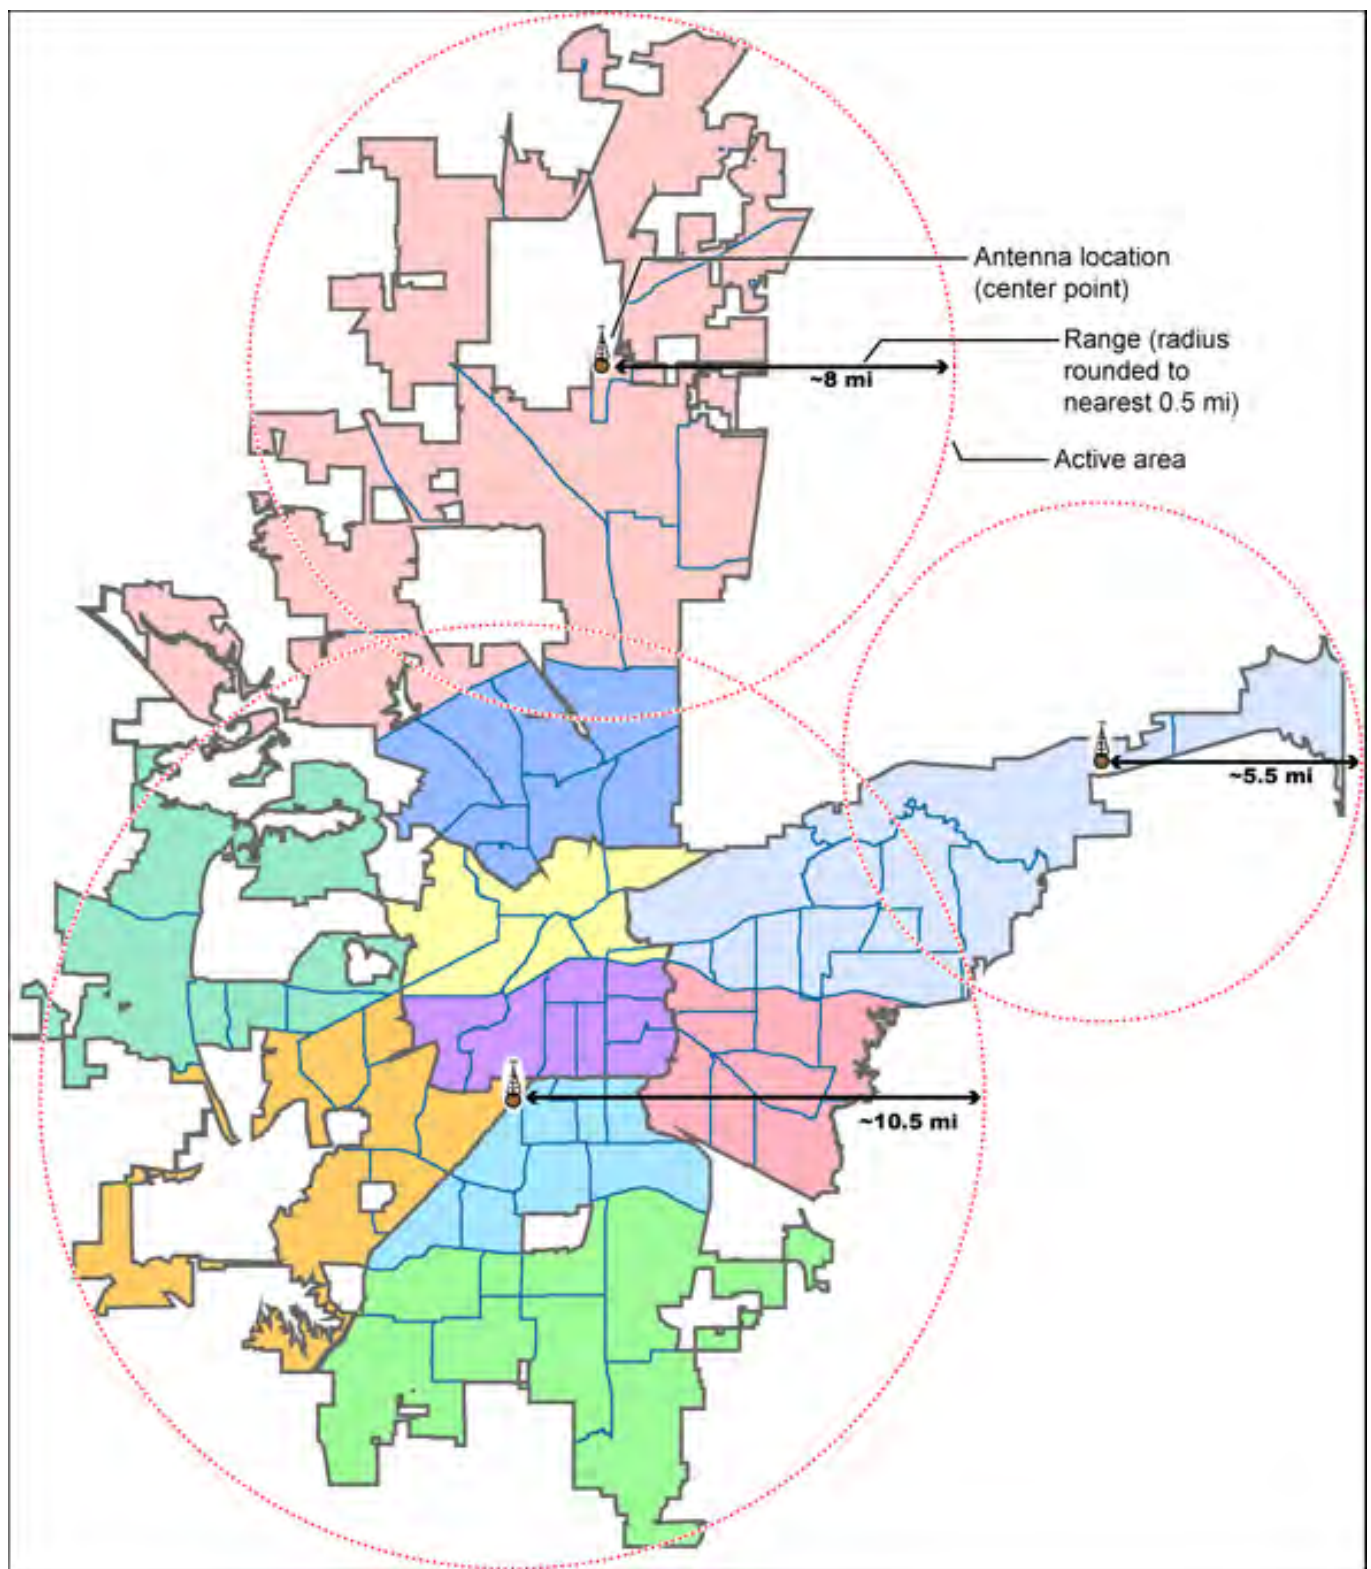 Antenna location
(center point)
Range (radius
rounded to
nearest 0.5 mi)
~8 mi
Active area
~5.5 mi
~10.5 mi